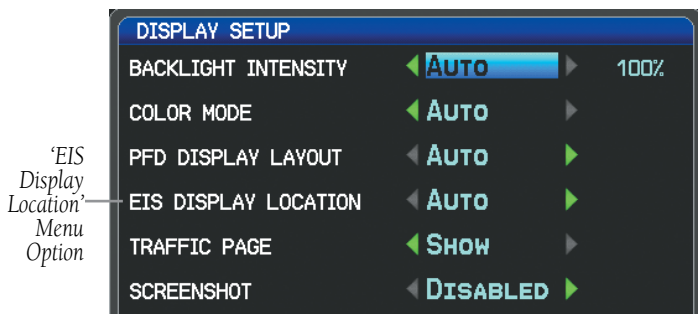 DISPLAY SETUP
BACKLIGHT INTENSITY AUTO 100%
COLOR MODE AUTO
PFD DISPLAY LAYOUT AUTO
EIS DISPLAY LOCATION AUTO
TRAFFIC PAGE SHOW
SCREENSHOT DISABLED
‘EIS
Display
Location’
Menu
Option